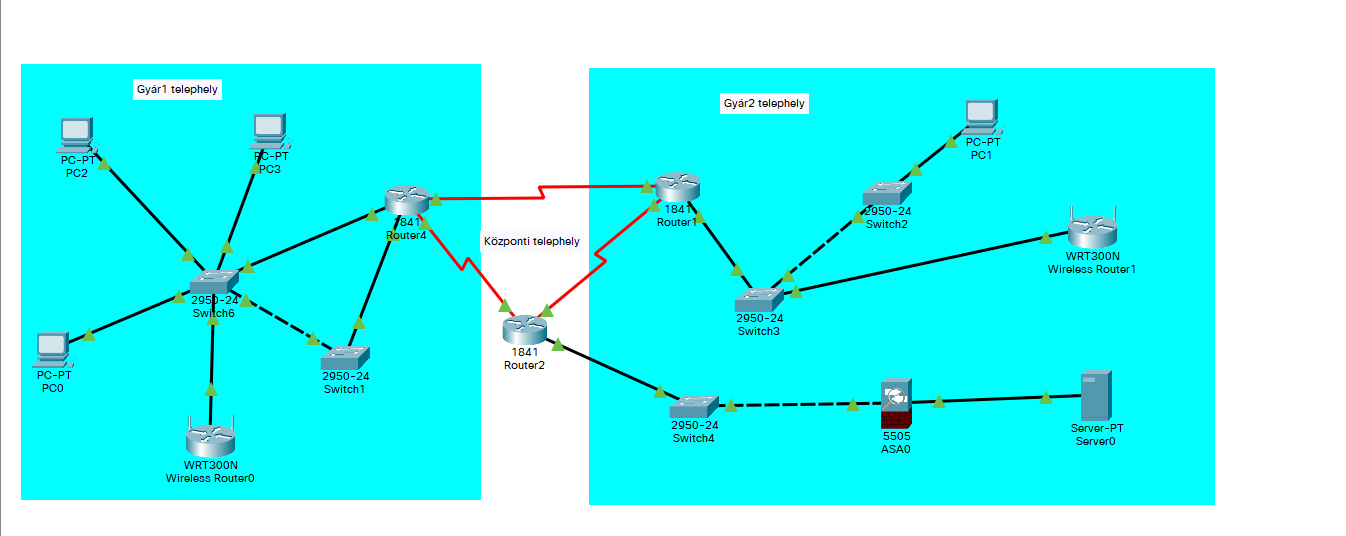 Gyár1 telephely
PC-PT
PC2
PC-PT
PC3
1841
Router4
2950-24
Switch6
PC-PT
PC0
2950-24
Switch1
WRT300N
Wireless Router0
Központi telephely
1841
Router2
Gyár2 telephely
1841
Router1
PC-PT
PC1
2950-24
Switch2
WRT300N
Wireless Router1
2950-24
Switch3
2950-24
Switch4
5505
ASA0
Server-PT
Server0